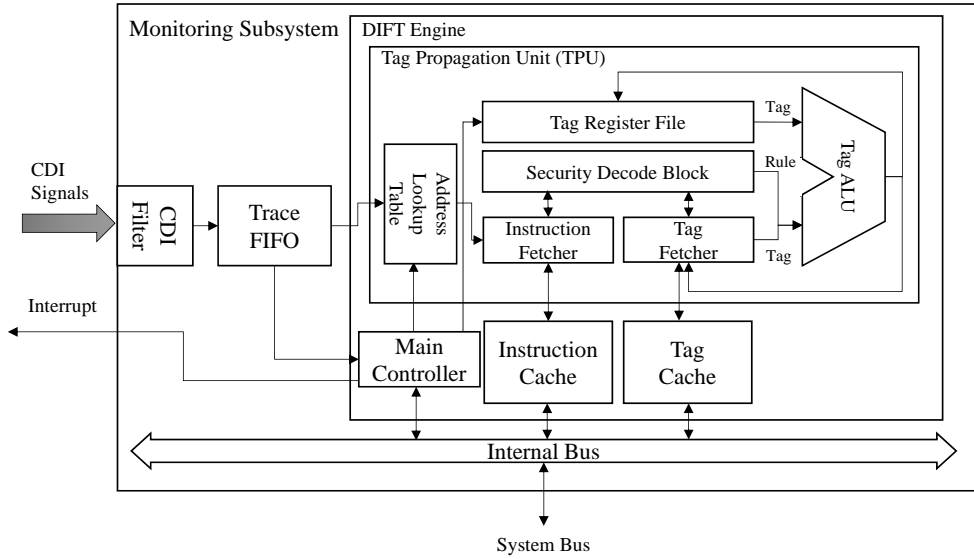 Monitoring Subsystem
DIFT Engine
Tag Propagation Unit (TPU)
Tag Register File
Tag
Security Decode Block
Rule
Tag ALU
CDI
Signals
CDI
Filter
Trace
FIFO
Address
Lookup
Table
Instruction
Fetcher
Tag
Fetcher
Tag
Interrupt
Main
Controller
Instruction
Cache
Tag
Cache
Internal Bus
System Bus